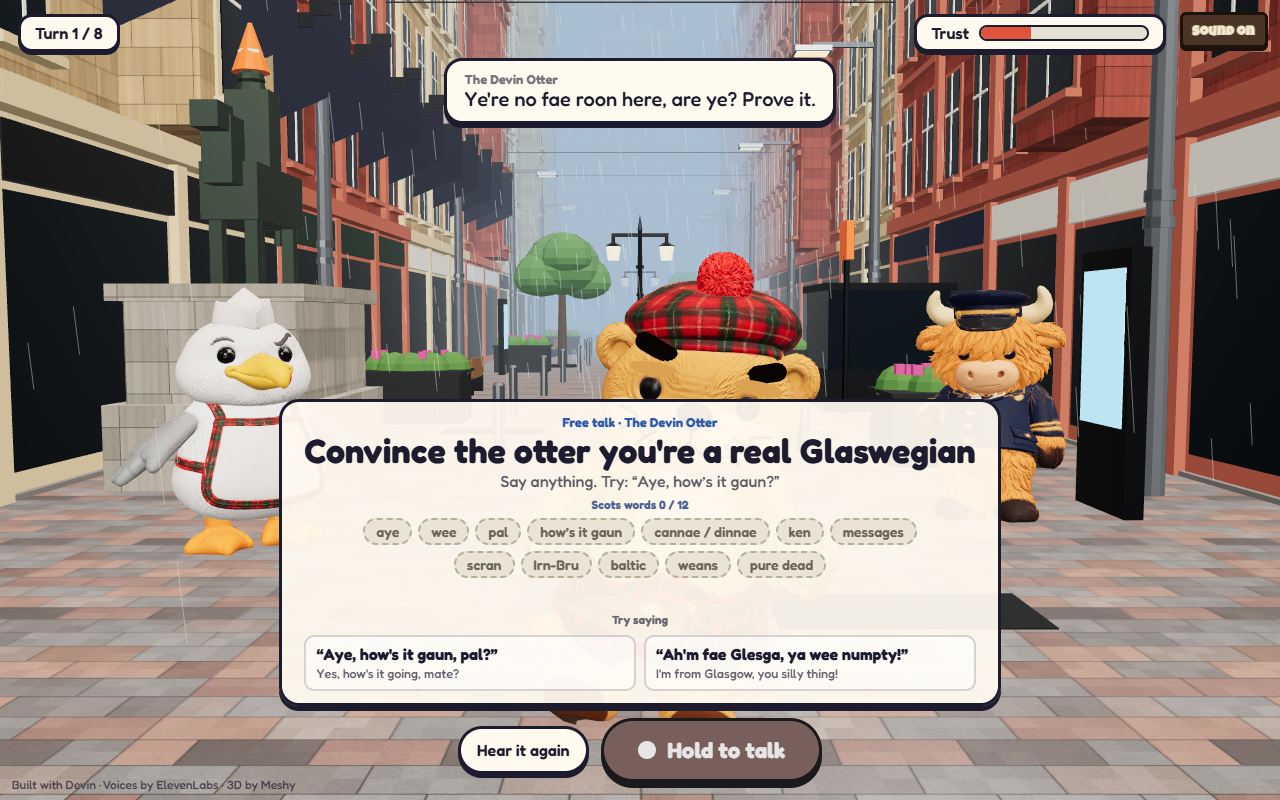 Turn 1 / 8
Trust
SOUND ON
The Devin Otter
Ye're no fae roon here, are ye? Prove it.
Free talk · The Devin Otter
Convince the otter you're a real Glaswegian
Say anything. Try: “Aye, how’s it gaun?”
Scots words 0 / 12
aye wee pal how's it gaun cannae / dinnae ken messages
scran Irn-Bru baltic weans pure dead
Try saying
“Aye, how's it gaun, pal?”
Yes, how's it going, mate?
“Ah'm fae Glesga, ya wee numpty!”
I'm from Glasgow, you silly thing!
Hear it again
Hold to talk
Built with Devin · Voices by ElevenLabs · 3D by Meshy